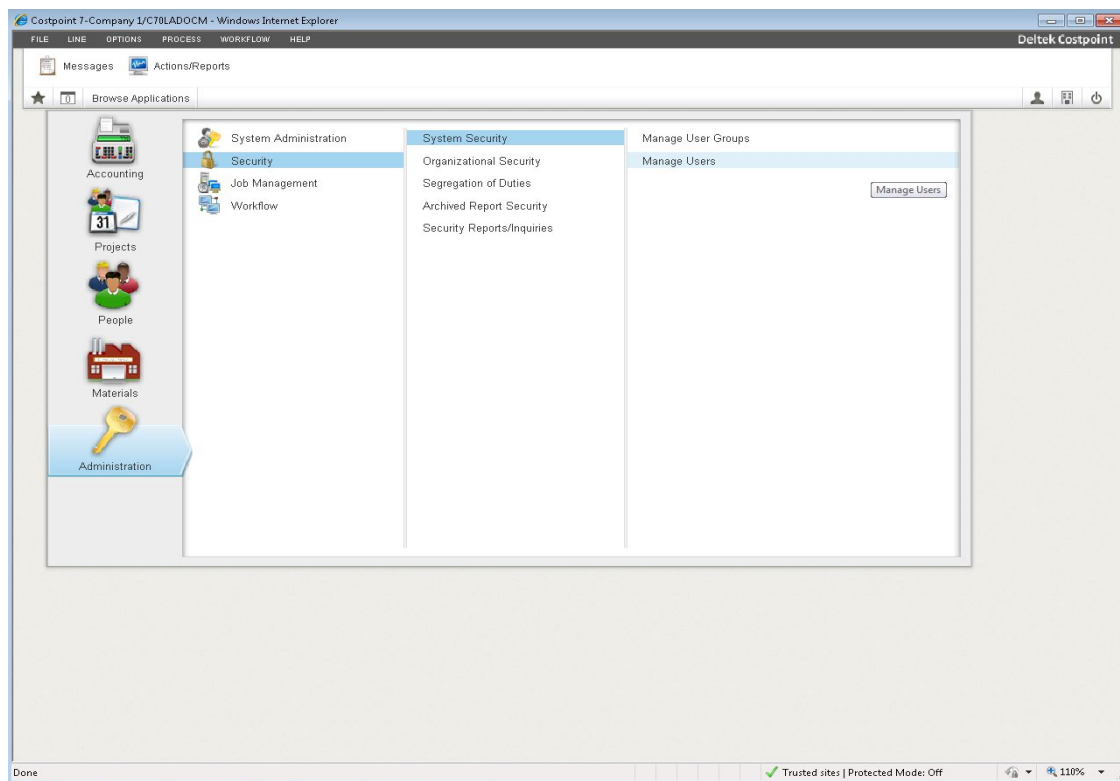 Costpoint 7-Company 1/C70LADOCM - Windows Internet Explorer
FILE LINE OPTIONS PROCESS WORKFLOW HELP Deltek Costpoint
Messages Actions/Reports
Browse Applications
Accounting
31
Projects
People
Materials
Administration
System Administration
Security
Job Management
Workflow
System Security
Organizational Security
Segregation of Duties
Archived Report Security
Security Reports/Inquiries
Manage User Groups
Manage Users
Manage Users
Done Trusted sites | Protected Mode: Off 110%